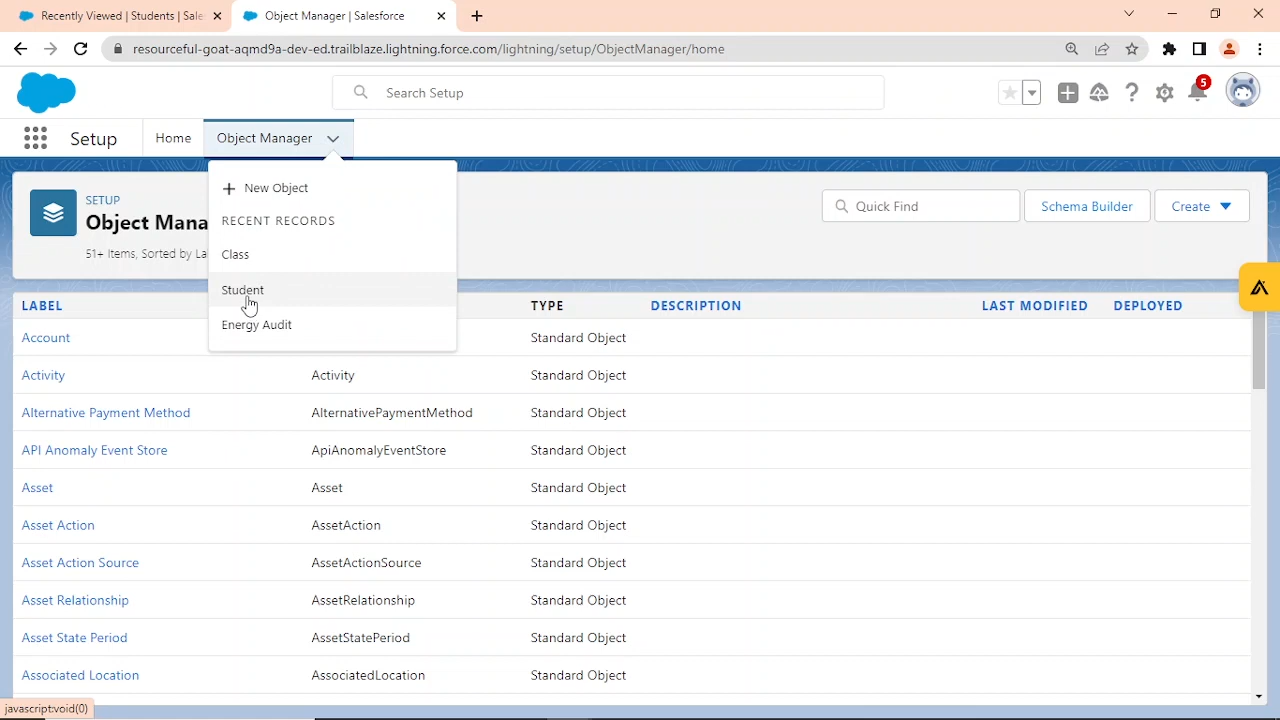 Recently Viewed | Students | Sale
Object Manager | Salesforce
resourceful-goat-aqmd9a-dev-ed.trailblaze.lightning.force.com/lightning/setup/ObjectManager/home
Search Setup
5
Setup
Home
Object Manager
New Object
RECENT RECORDS
Class
Student
Energy Audit
SETUP
Object Mana
51+ Items, Sorted by La
Quick Find
Schema Builder
Create
LABEL TYPE DESCRIPTION LAST MODIFIED DEPLOYED
Account Standard Object
Activity Activity Standard Object
Alternative Payment Method AlternativePaymentMethod Standard Object
API Anomaly Event Store ApiAnomalyEventStore Standard Object
Asset Asset Standard Object
Asset Action AssetAction Standard Object
Asset Action Source AssetActionSource Standard Object
Asset Relationship AssetRelationship Standard Object
Asset State Period AssetStatePeriod Standard Object
Associated Location AssociatedLocation Standard Object
javascript:void(0)